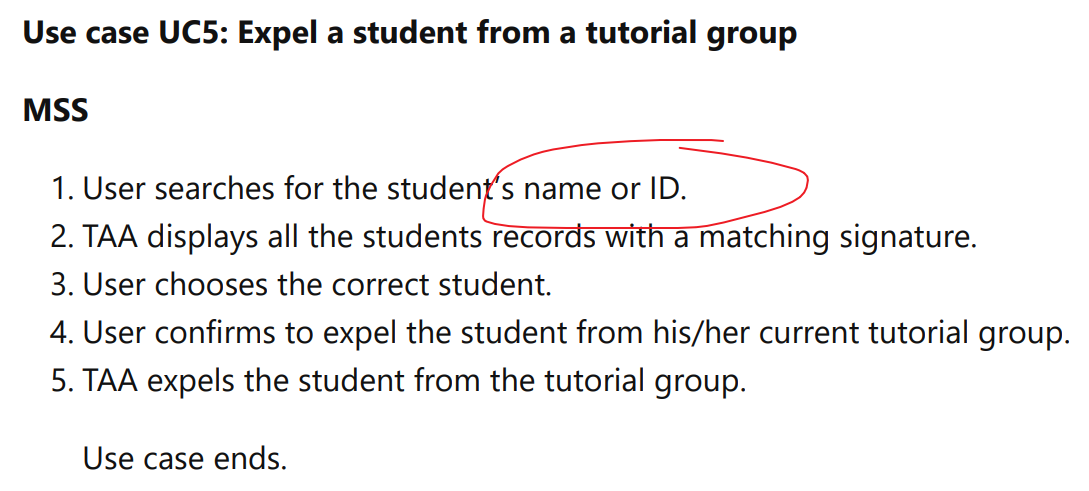 Use case UC5: Expel a student from a tutorial group
MSS
1. User searches for the student's name or ID.
2. TAA displays all the students records with a matching signature.
3. User chooses the correct student.
4. User confirms to expel the student from his/her current tutorial group.
5. TAA expels the student from the tutorial group.
Use case ends.